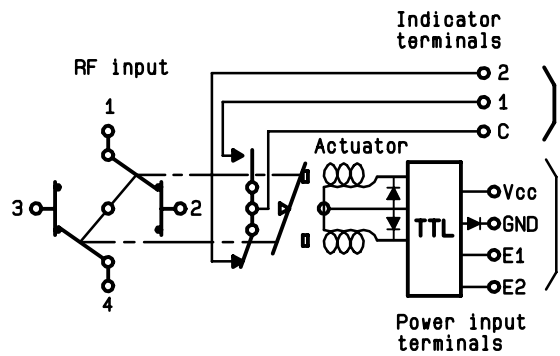 Indicator
terminals
RF input
2
1
1
C
Actuator
3
2
TTL
Vcc
GND
E1
E2
4
Power input
terminals